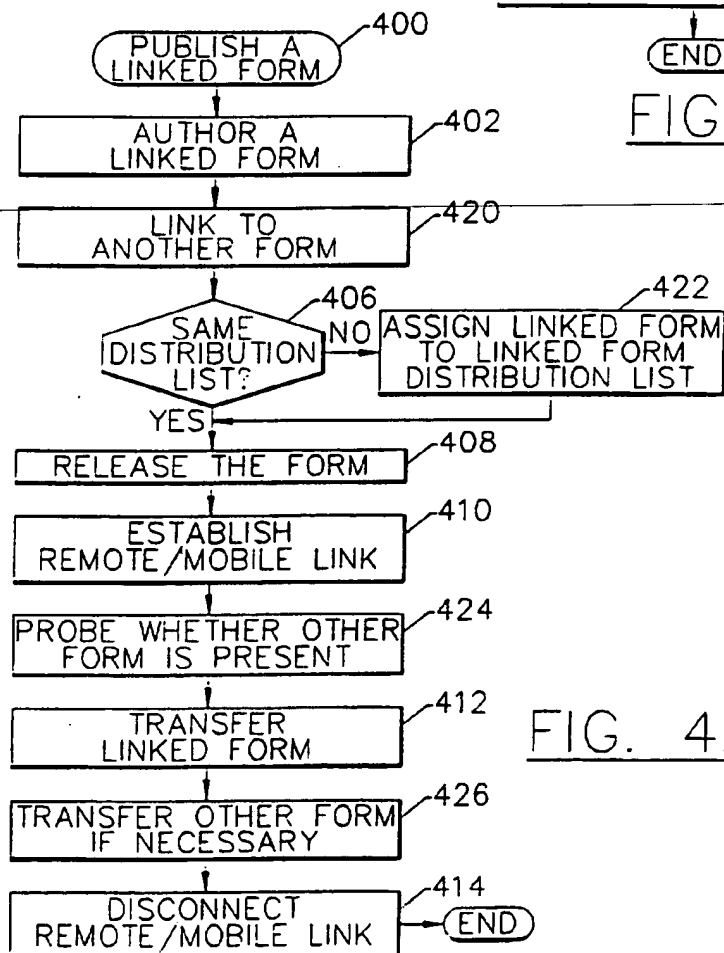 PUBLISH A
LINKED FORM
400
END
FIG
AUTHOR A
LINKED FORM
402
LINK TO
ANOTHER FORM
420
SAME
DISTRIBUTION
LIST?
406
NO
ASSIGN LINKED FORM
TO LINKED FORM
DISTRIBUTION LIST
422
YES
RELEASE THE FORM
408
ESTABLISH
REMOTE/MOBILE LINK
410
PROBE WHETHER OTHER
FORM IS PRESENT
424
TRANSFER
LINKED FORM
412
FIG. 4.
TRANSFER OTHER FORM
IF NECESSARY
426
DISCONNECT
REMOTE/MOBILE LINK
414
END